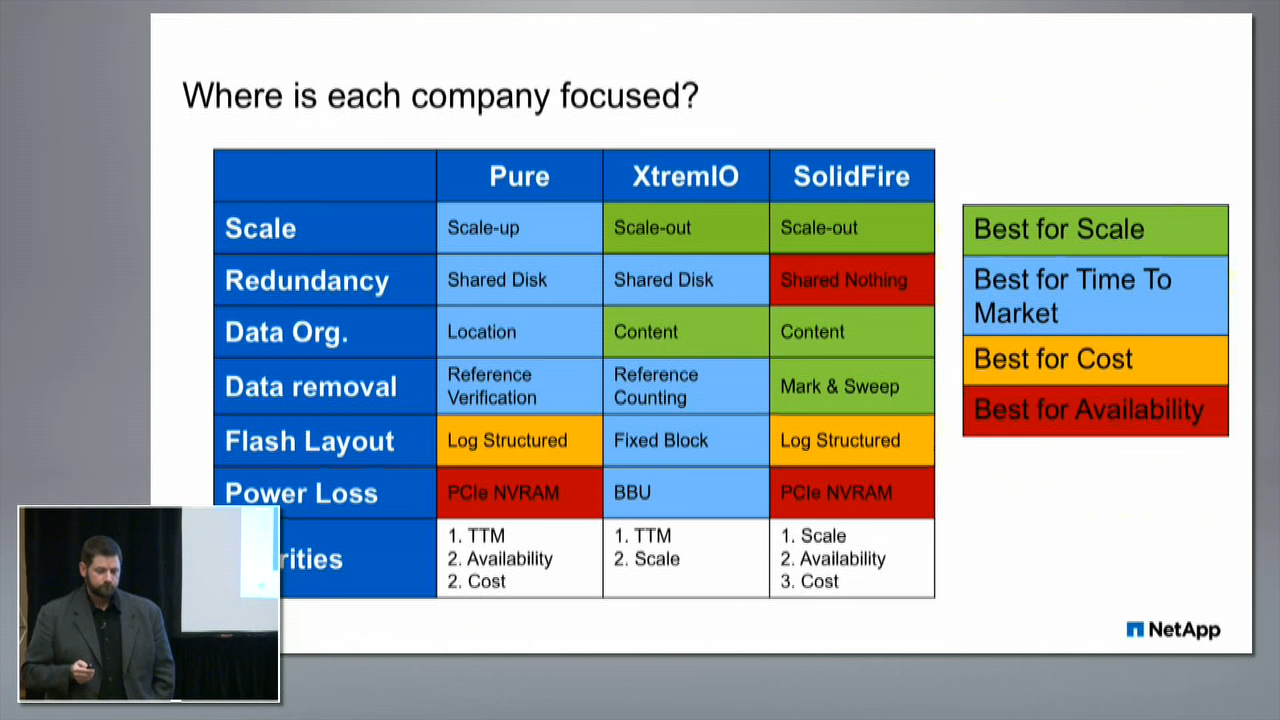 Where is each company focused?
Pure XtremIO SolidFire
Scale Scale-up Scale-out Scale-out
Redundancy Shared Disk Shared Disk Shared Nothing
Data Org. Location Content Content
Data removal Reference Verification Reference Counting Mark & Sweep
Flash Layout Log Structured Fixed Block Log Structured
Power Loss PCIe NVRAM BBU PCIe NVRAM
rities
1. TTM
2. Availability
2. Cost
1. TTM
2. Scale
1. Scale
2. Availability
3. Cost
Best for Scale
Best for Time To
Market
Best for Cost
Best for Availability
NetApp